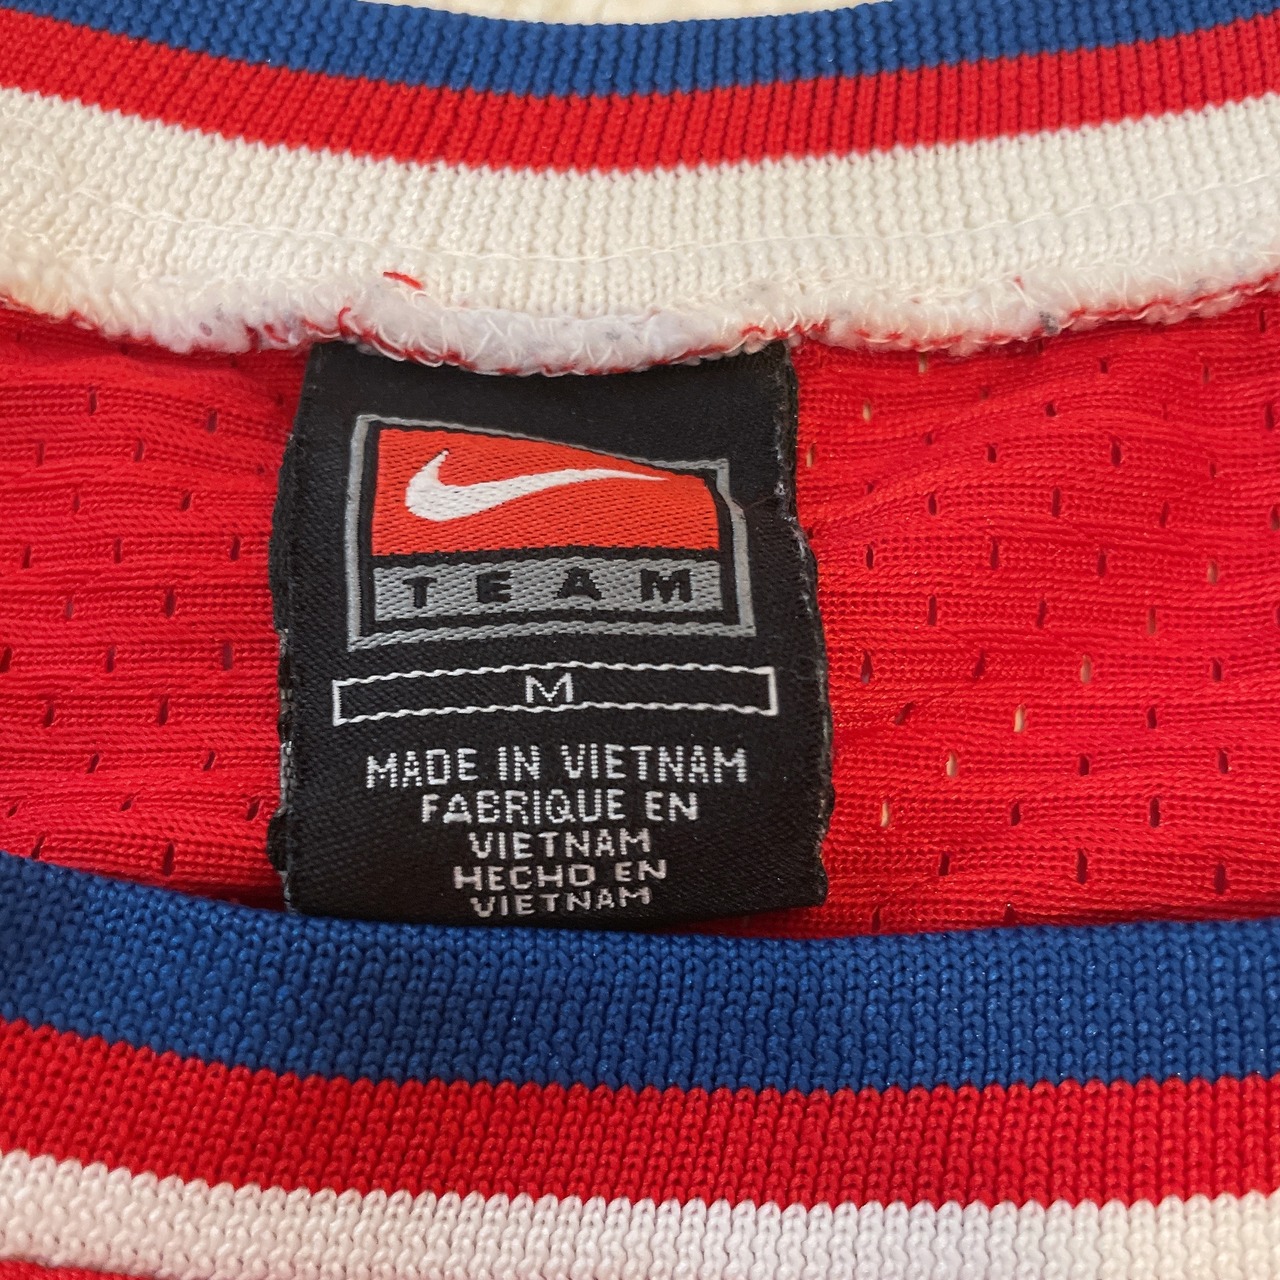 TEAM
M
MADE IN VIETNAM
FABRIQUE EN
VIETNAM
HECHO EN
VIETNAM